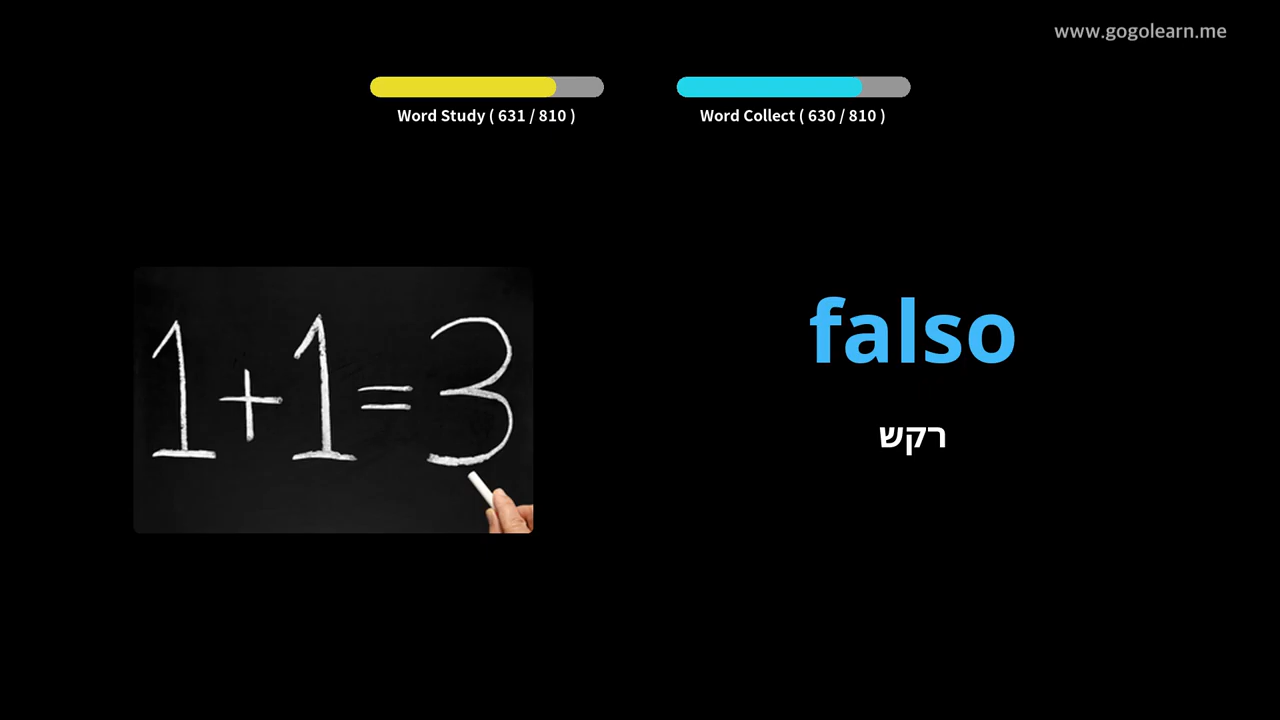 www.gogolearn.me
Word Study ( 631 / 810 )
Word Collect ( 630 / 810 )
1+1=3
falso
רקש